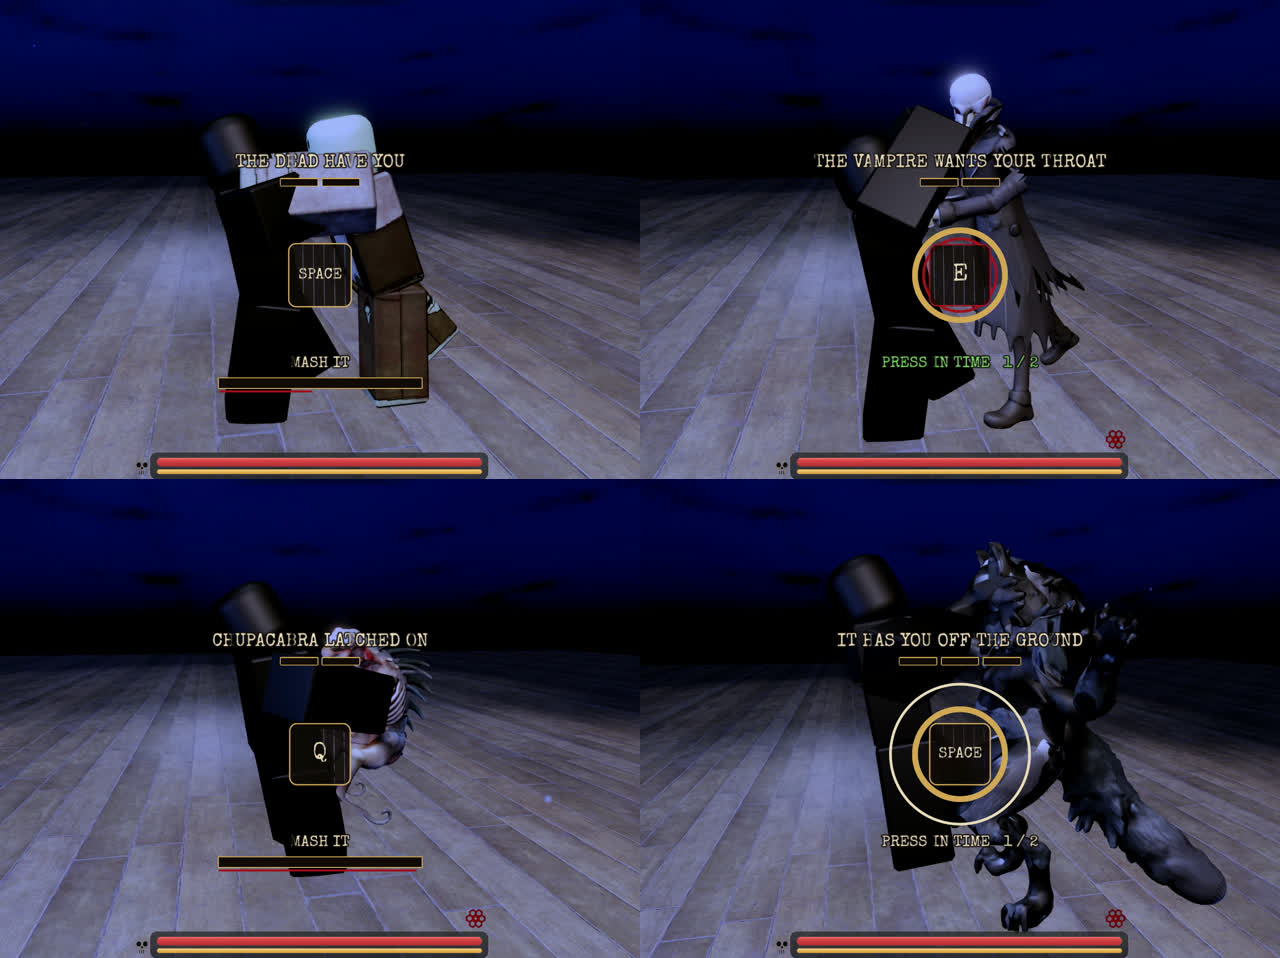 THE DEAD HAVE YOU
SPACE
MASH IT
THE VAMPIRE WANTS YOUR THROAT
E
PRESS IN TIME 1 / 2
CHUPACABRA LATCHED ON
Q
MASH IT
IT HAS YOU OFF THE GROUND
SPACE
PRESS IN TIME 1 / 2